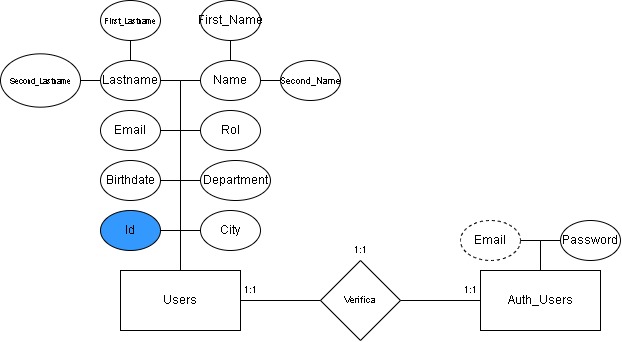 First_Lastname
First_Name
Second_Lastname
Lastname
Name
Second_Name
Email
Rol
Birthdate
Department
Id
City
Email
Password
1:1
Users
1:1
Verifica
1:1
Auth_Users